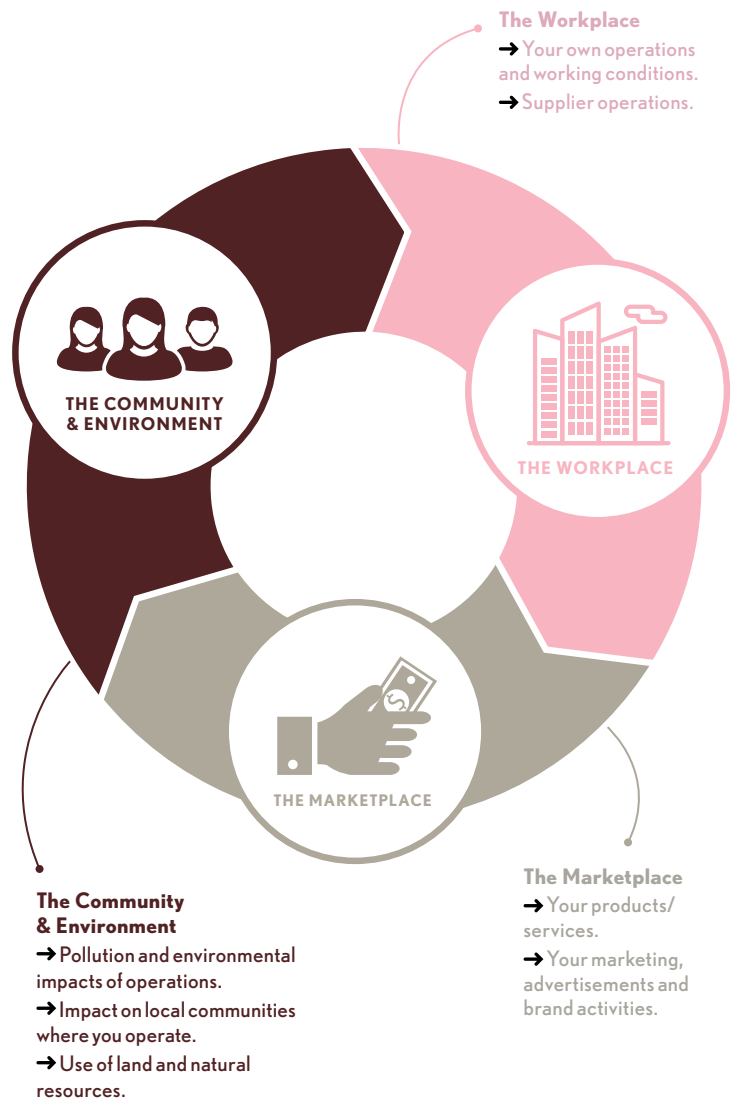 The Workplace
➔ Your own operations
and working conditions.
➔ Supplier operations.
THE COMMUNITY
& ENVIRONMENT
THE WORKPLACE
$
THE MARKETPLACE
The Community
& Environment
➔ Pollution and environmental
impacts of operations.
➔ Impact on local communities
where you operate.
➔ Use of land and natural
resources.
The Marketplace
➔ Your products/
services.
➔ Your marketing,
advertisements and
brand activities.